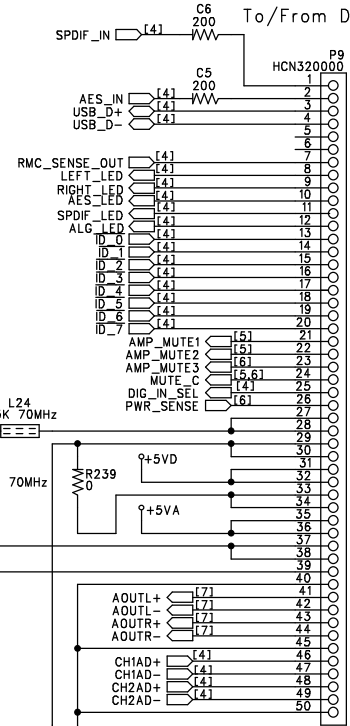 To/From D
C6
200
SPDIF_IN [4]
P9
HCN320000
1
C5
200
AES_IN [4] 2
USB_D+ [4] 3
USB_D- [4] 4
5
6
RMC_SENSE_OUT [4] 7
LEFT_LED [4] 8
RIGHT_LED [4] 9
AES_LED [4] 10
SPDIF_LED [4] 11
ALG_LED [4] 12
ID_0 [4] 13
ID_1 [4] 14
ID_2 [4] 15
ID_3 [4] 16
ID_4 [4] 17
ID_5 [4] 18
ID_6 [4] 19
ID_7 [4] 20
AMP_MUTE1 [5] 21
AMP_MUTE2 [5] 22
AMP_MUTE3 [6] 23
MUTE_C [5,6] 24
DIG_IN_SEL [4] 25
PWR_SENSE [6] 26
27
L24
K 70MHz
28
29
30
+5VD
31
32
70MHz
R239
0
33
34
+5VA
35
36
37
38
39
40
AOUTL+ [7] 41
AOUTL- [7] 42
AOUTR+ [7] 43
AOUTR- [7] 44
45
CH1AD+ [4] 46
CH1AD- [4] 47
CH2AD+ [4] 48
CH2AD- [4] 49
50